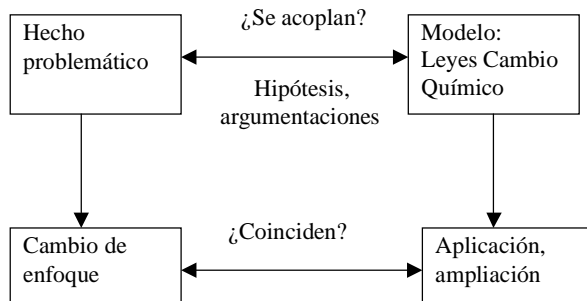 ¿Se acoplan?
Hecho
problemático
Modelo:
Leyes Cambio
Químico
Hipótesis,
argumentaciones
¿Coinciden?
Cambio de
enfoque
Aplicación,
ampliación